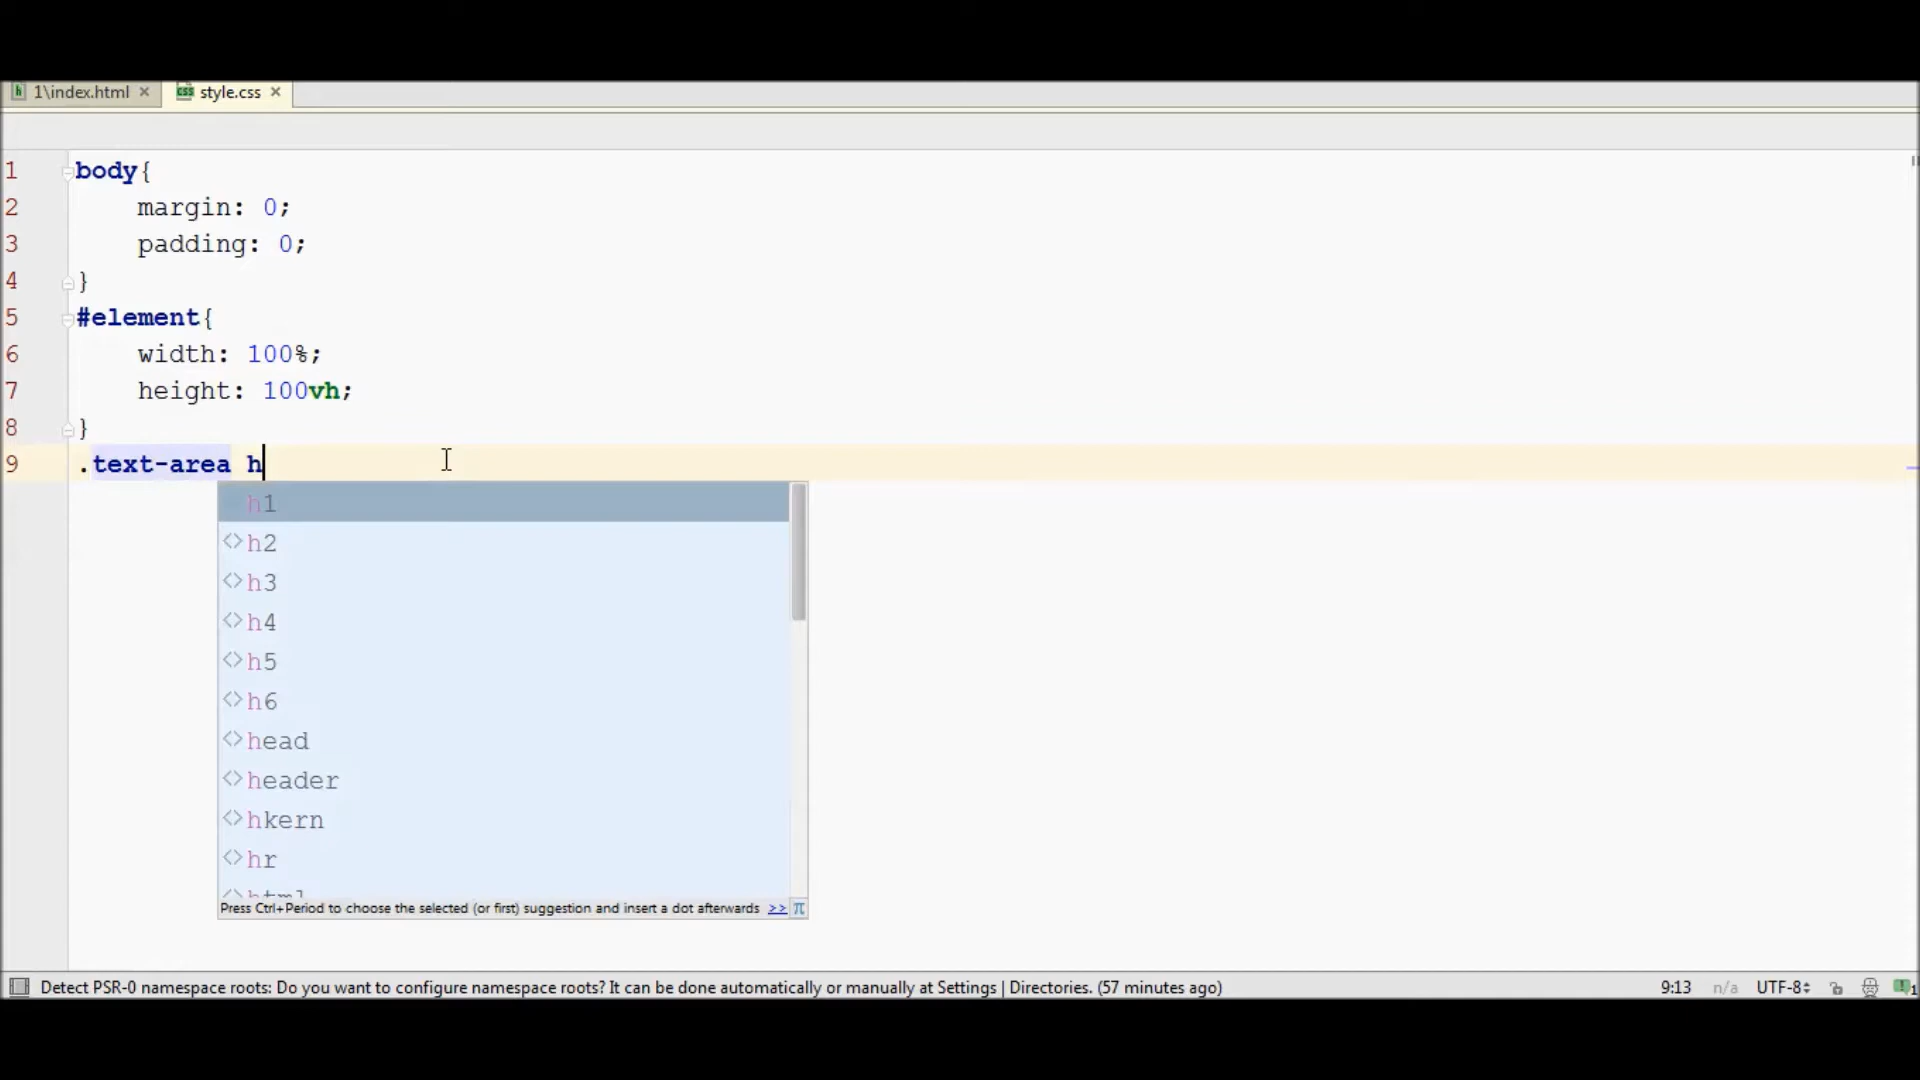 1\index.html
style.css
1 body{
2 margin: 0;
3 padding: 0;
4 }
5 #element{
6 width: 100%;
7 height: 100vh;
8 }
9 .text-area h
h1
<>h2
<>h3
<>h4
<>h5
<>h6
<>head
<>header
<>hkern
<>hr
<>html
Press Ctrl+Period to choose the selected (or first) suggestion and insert a dot afterwards >> π
Detect PSR-0 namespace roots: Do you want to configure namespace roots? It can be done automatically or manually at Settings | Directories. (57 minutes ago) 9:13 n/a UTF-8 1